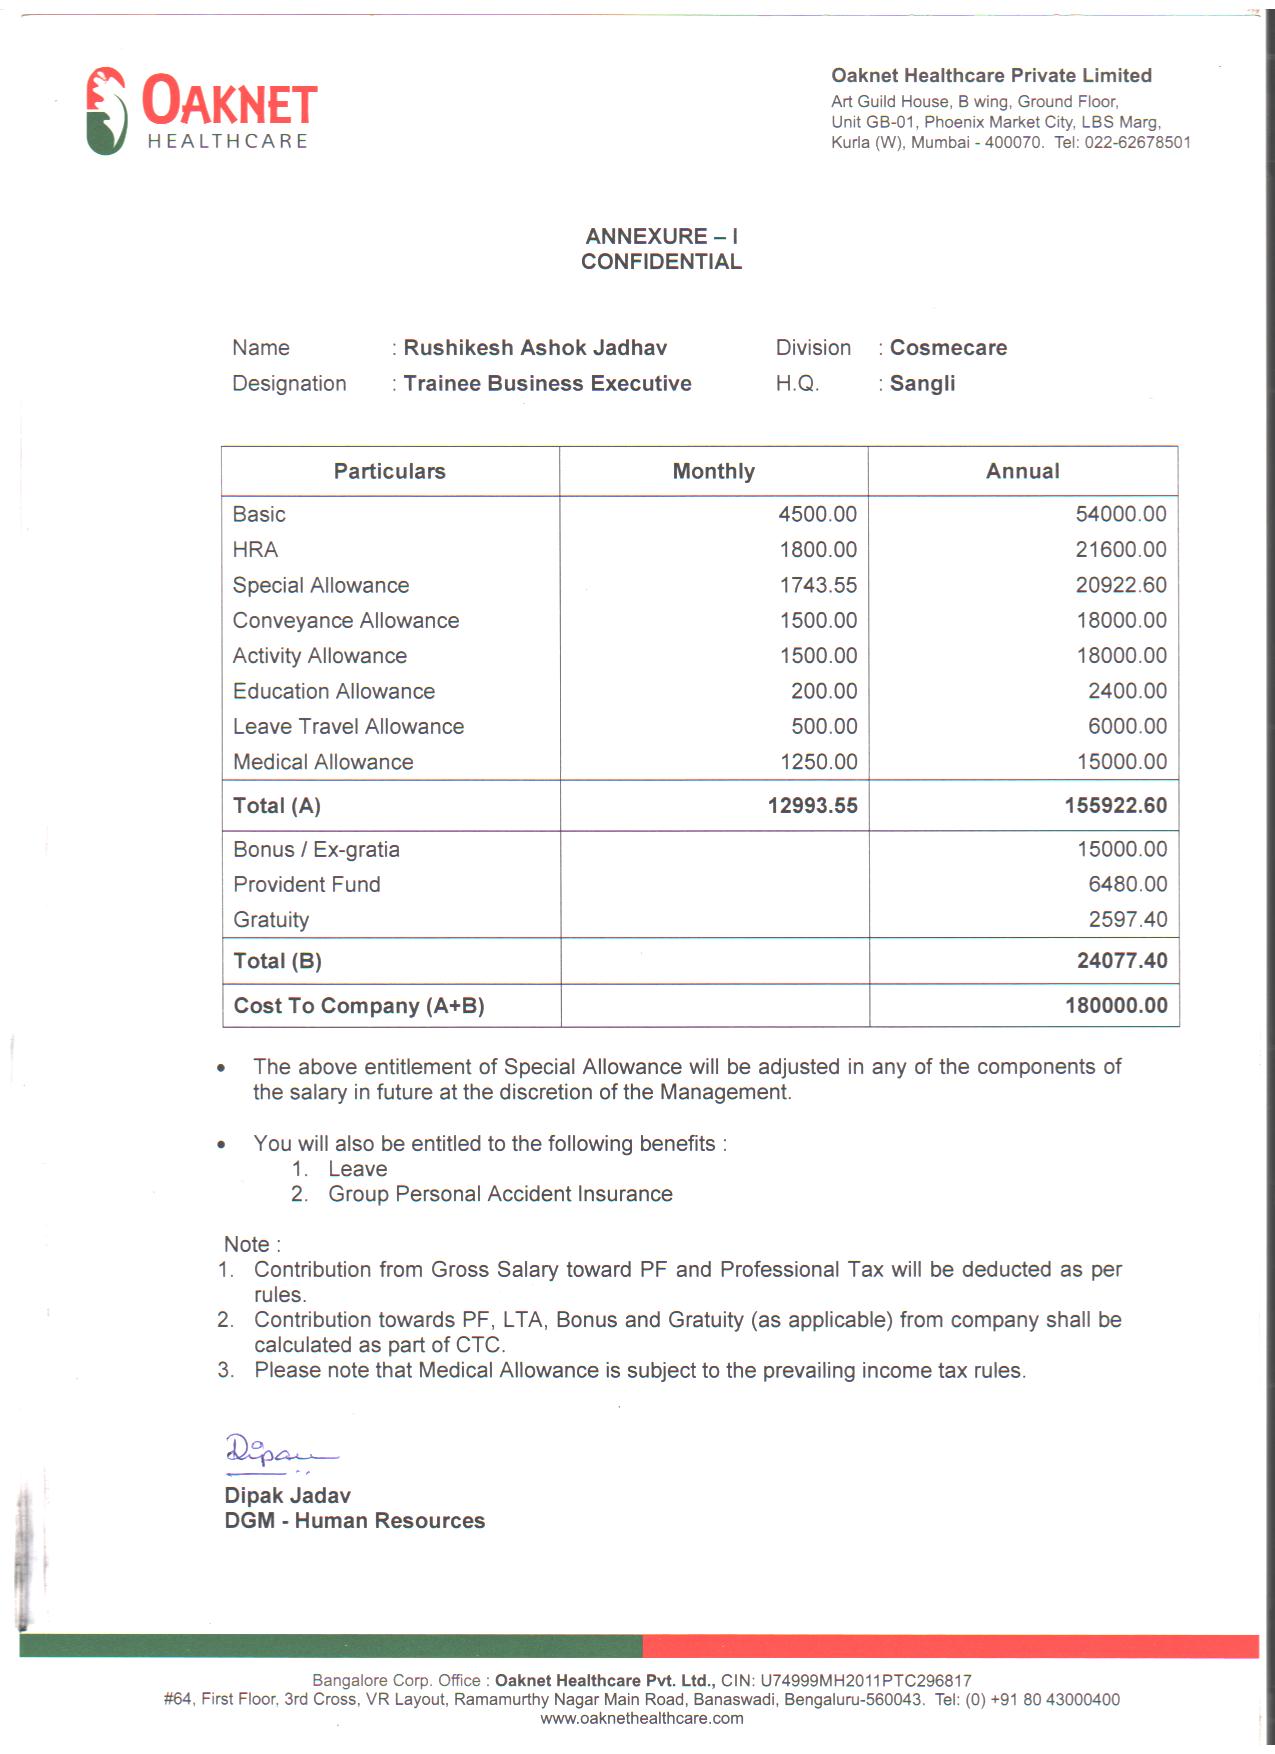 OAKNET
HEALTHCARE
Oaknet Healthcare Private Limited
Art Guild House, B wing, Ground Floor,
Unit GB-01, Phoenix Market City, LBS Marg,
Kurla (W), Mumbai - 400070. Tel: 022-62678501
ANNEXURE – I
CONFIDENTIAL
Name : Rushikesh Ashok Jadhav Division : Cosmecare
Designation : Trainee Business Executive H.Q. : Sangli
Particulars Monthly Annual
Basic 4500.00 54000.00
HRA 1800.00 21600.00
Special Allowance 1743.55 20922.60
Conveyance Allowance 1500.00 18000.00
Activity Allowance 1500.00 18000.00
Education Allowance 200.00 2400.00
Leave Travel Allowance 500.00 6000.00
Medical Allowance 1250.00 15000.00
Total (A) 12993.55 155922.60
Bonus / Ex-gratia 15000.00
Provident Fund 6480.00
Gratuity 2597.40
Total (B) 24077.40
Cost To Company (A+B) 180000.00
• The above entitlement of Special Allowance will be adjusted in any of the components of
the salary in future at the discretion of the Management.
• You will also be entitled to the following benefits :
1. Leave
2. Group Personal Accident Insurance
Note :
1. Contribution from Gross Salary toward PF and Professional Tax will be deducted as per
rules.
2. Contribution towards PF, LTA, Bonus and Gratuity (as applicable) from company shall be
calculated as part of CTC.
3. Please note that Medical Allowance is subject to the prevailing income tax rules.
Dipak Jadav
DGM - Human Resources
Bangalore Corp. Office : Oaknet Healthcare Pvt. Ltd., CIN: U74999MH2011PTC296817
#64, First Floor, 3rd Cross, VR Layout, Ramamurthy Nagar Main Road, Banaswadi, Bengaluru-560043. Tel: (0) +91 80 43000400
www.oaknethealthcare.com